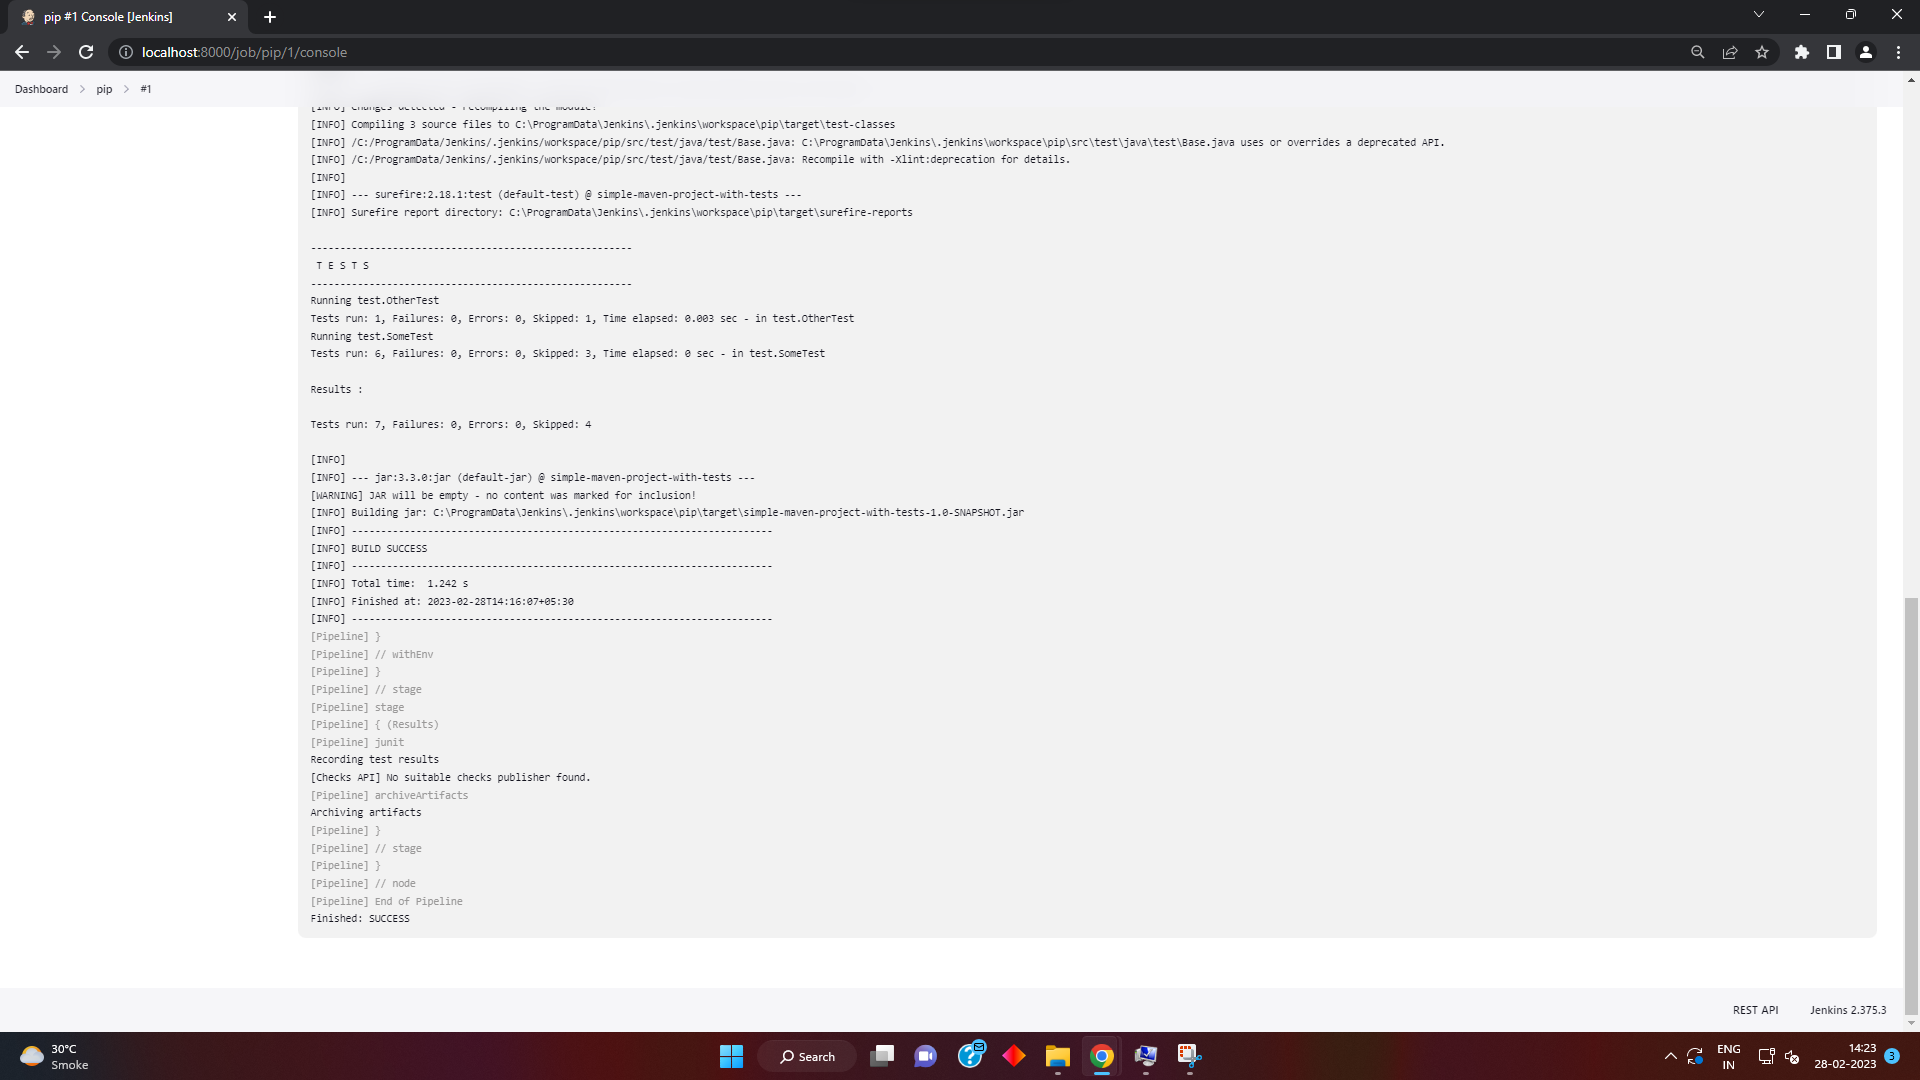 pip #1 Console [Jenkins]
localhost:8000/job/pip/1/console
Dashboard > pip > #1
[INFO] Changes detected - recompiling the module!
[INFO] Compiling 3 source files to C:\ProgramData\Jenkins\.jenkins\workspace\pip\target\test-classes
[INFO] /C:/ProgramData/Jenkins/.jenkins/workspace/pip/src/test/java/test/Base.java: C:\ProgramData\Jenkins\.jenkins\workspace\pip\src\test\java\test\Base.java uses or overrides a deprecated API.
[INFO] /C:/ProgramData/Jenkins/.jenkins/workspace/pip/src/test/java/test/Base.java: Recompile with -Xlint:deprecation for details.
[INFO]
[INFO] --- surefire:2.18.1:test (default-test) @ simple-maven-project-with-tests ---
[INFO] Surefire report directory: C:\ProgramData\Jenkins\.jenkins\workspace\pip\target\surefire-reports
-------------------------------------------------------
T E S T S
-------------------------------------------------------
Running test.OtherTest
Tests run: 1, Failures: 0, Errors: 0, Skipped: 1, Time elapsed: 0.003 sec - in test.OtherTest
Running test.SomeTest
Tests run: 6, Failures: 0, Errors: 0, Skipped: 3, Time elapsed: 0 sec - in test.SomeTest
Results :
Tests run: 7, Failures: 0, Errors: 0, Skipped: 4
[INFO]
[INFO] --- jar:3.3.0:jar (default-jar) @ simple-maven-project-with-tests ---
[WARNING] JAR will be empty - no content was marked for inclusion!
[INFO] Building jar: C:\ProgramData\Jenkins\.jenkins\workspace\pip\target\simple-maven-project-with-tests-1.0-SNAPSHOT.jar
[INFO] ------------------------------------------------------------------------
[INFO] BUILD SUCCESS
[INFO] ------------------------------------------------------------------------
[INFO] Total time:  1.242 s
[INFO] Finished at: 2023-02-28T14:16:07+05:30
[INFO] ------------------------------------------------------------------------
[Pipeline] }
[Pipeline] // withEnv
[Pipeline] }
[Pipeline] // stage
[Pipeline] stage
[Pipeline] { (Results)
[Pipeline] junit
Recording test results
[Checks API] No suitable checks publisher found.
[Pipeline] archiveArtifacts
Archiving artifacts
[Pipeline] }
[Pipeline] // stage
[Pipeline] }
[Pipeline] // node
[Pipeline] End of Pipeline
Finished: SUCCESS
REST API Jenkins 2.375.3
30°C
Smoke
Search
ENG
IN
14:23
28-02-2023
3